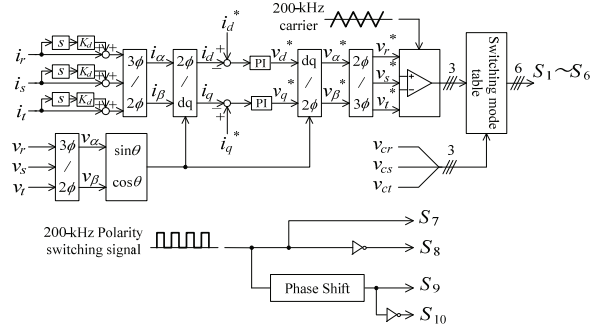 200-kHz
carrier
i_d^*
i_r s K_d + +
i_s s K_d + +
i_t s K_d + +
3ϕ / 2ϕ
i_α
i_β
2ϕ / dq
i_d
i_q
− +
− +
i_q^*
PI
PI
v_d^*
v_q^*
dq / 2ϕ
v_α^*
v_β^*
2ϕ / 3ϕ
v_r^*
v_s^*
v_t^*
+
−
3
Switching mode
table
6
S_1～S_6
v_r
v_s
v_t
3ϕ / 2ϕ
v_α
v_β
sinθ
cosθ
v_cr
v_cs
v_ct
3
200-kHz Polarity
switching signal
S_7
S_8
Phase Shift
S_9
S_10